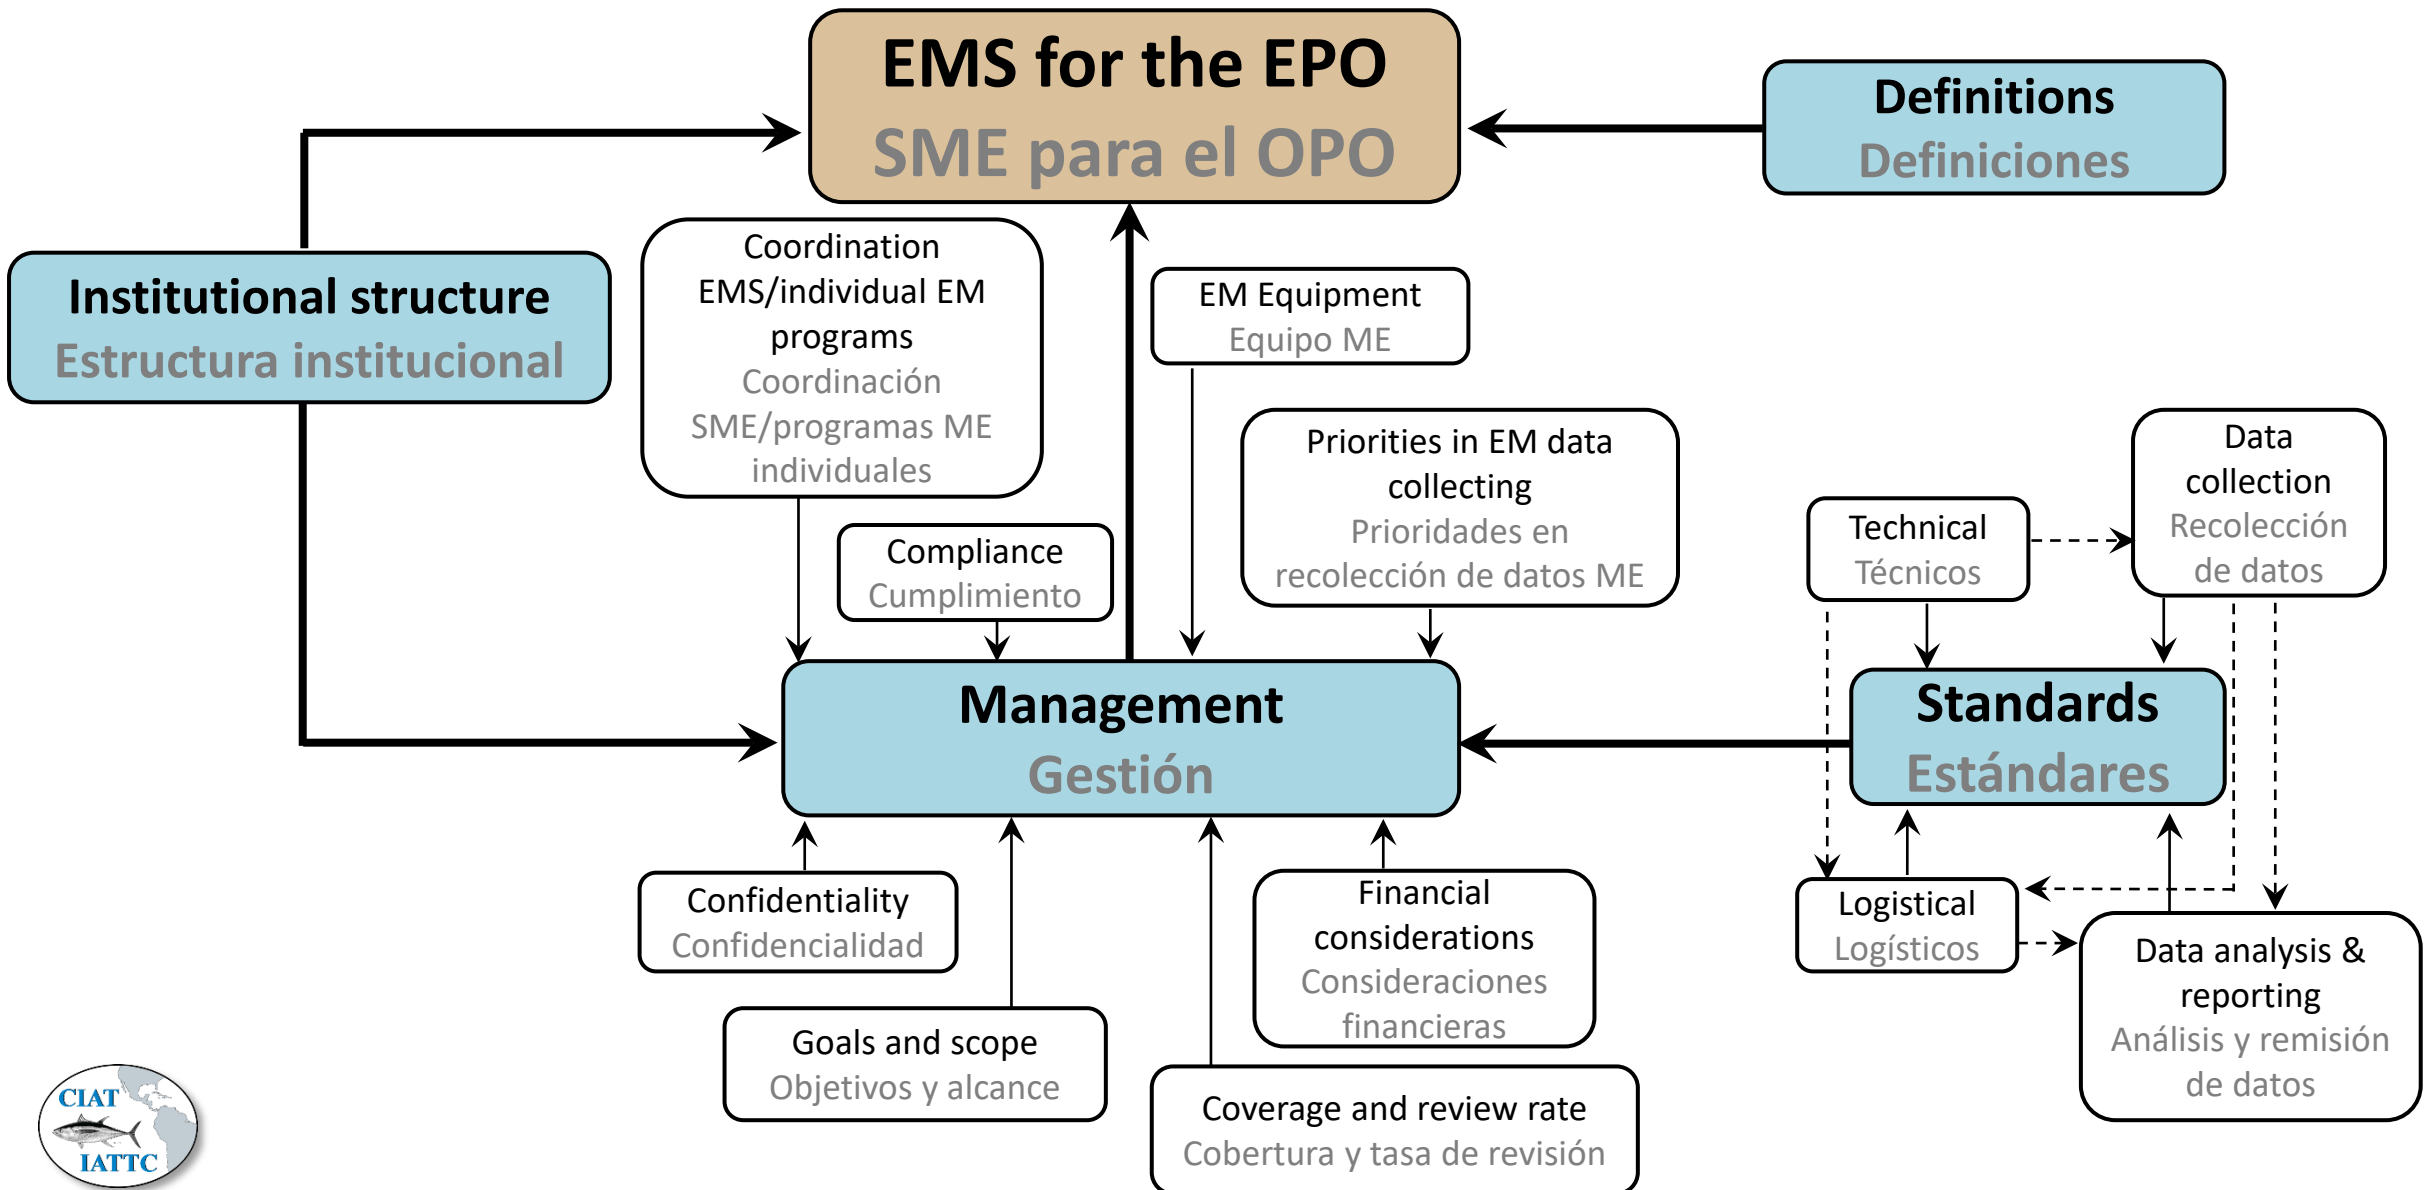 EMS for the EPO
SME para el OPO
Definitions
Definiciones
Institutional structure
Estructura institucional
Coordination
EMS/individual EM
programs
Coordinación
SME/programas ME
individuales
EM Equipment
Equipo ME
Compliance
Cumplimiento
Priorities in EM data
collecting
Prioridades en
recolección de datos ME
Technical
Técnicos
Data
collection
Recolección
de datos
Management
Gestión
Standards
Estándares
Confidentiality
Confidencialidad
Goals and scope
Objetivos y alcance
Financial
considerations
Consideraciones
financieras
Coverage and review rate
Cobertura y tasa de revisión
Logistical
Logísticos
Data analysis &
reporting
Análisis y remisión
de datos
CIAT
IATTC